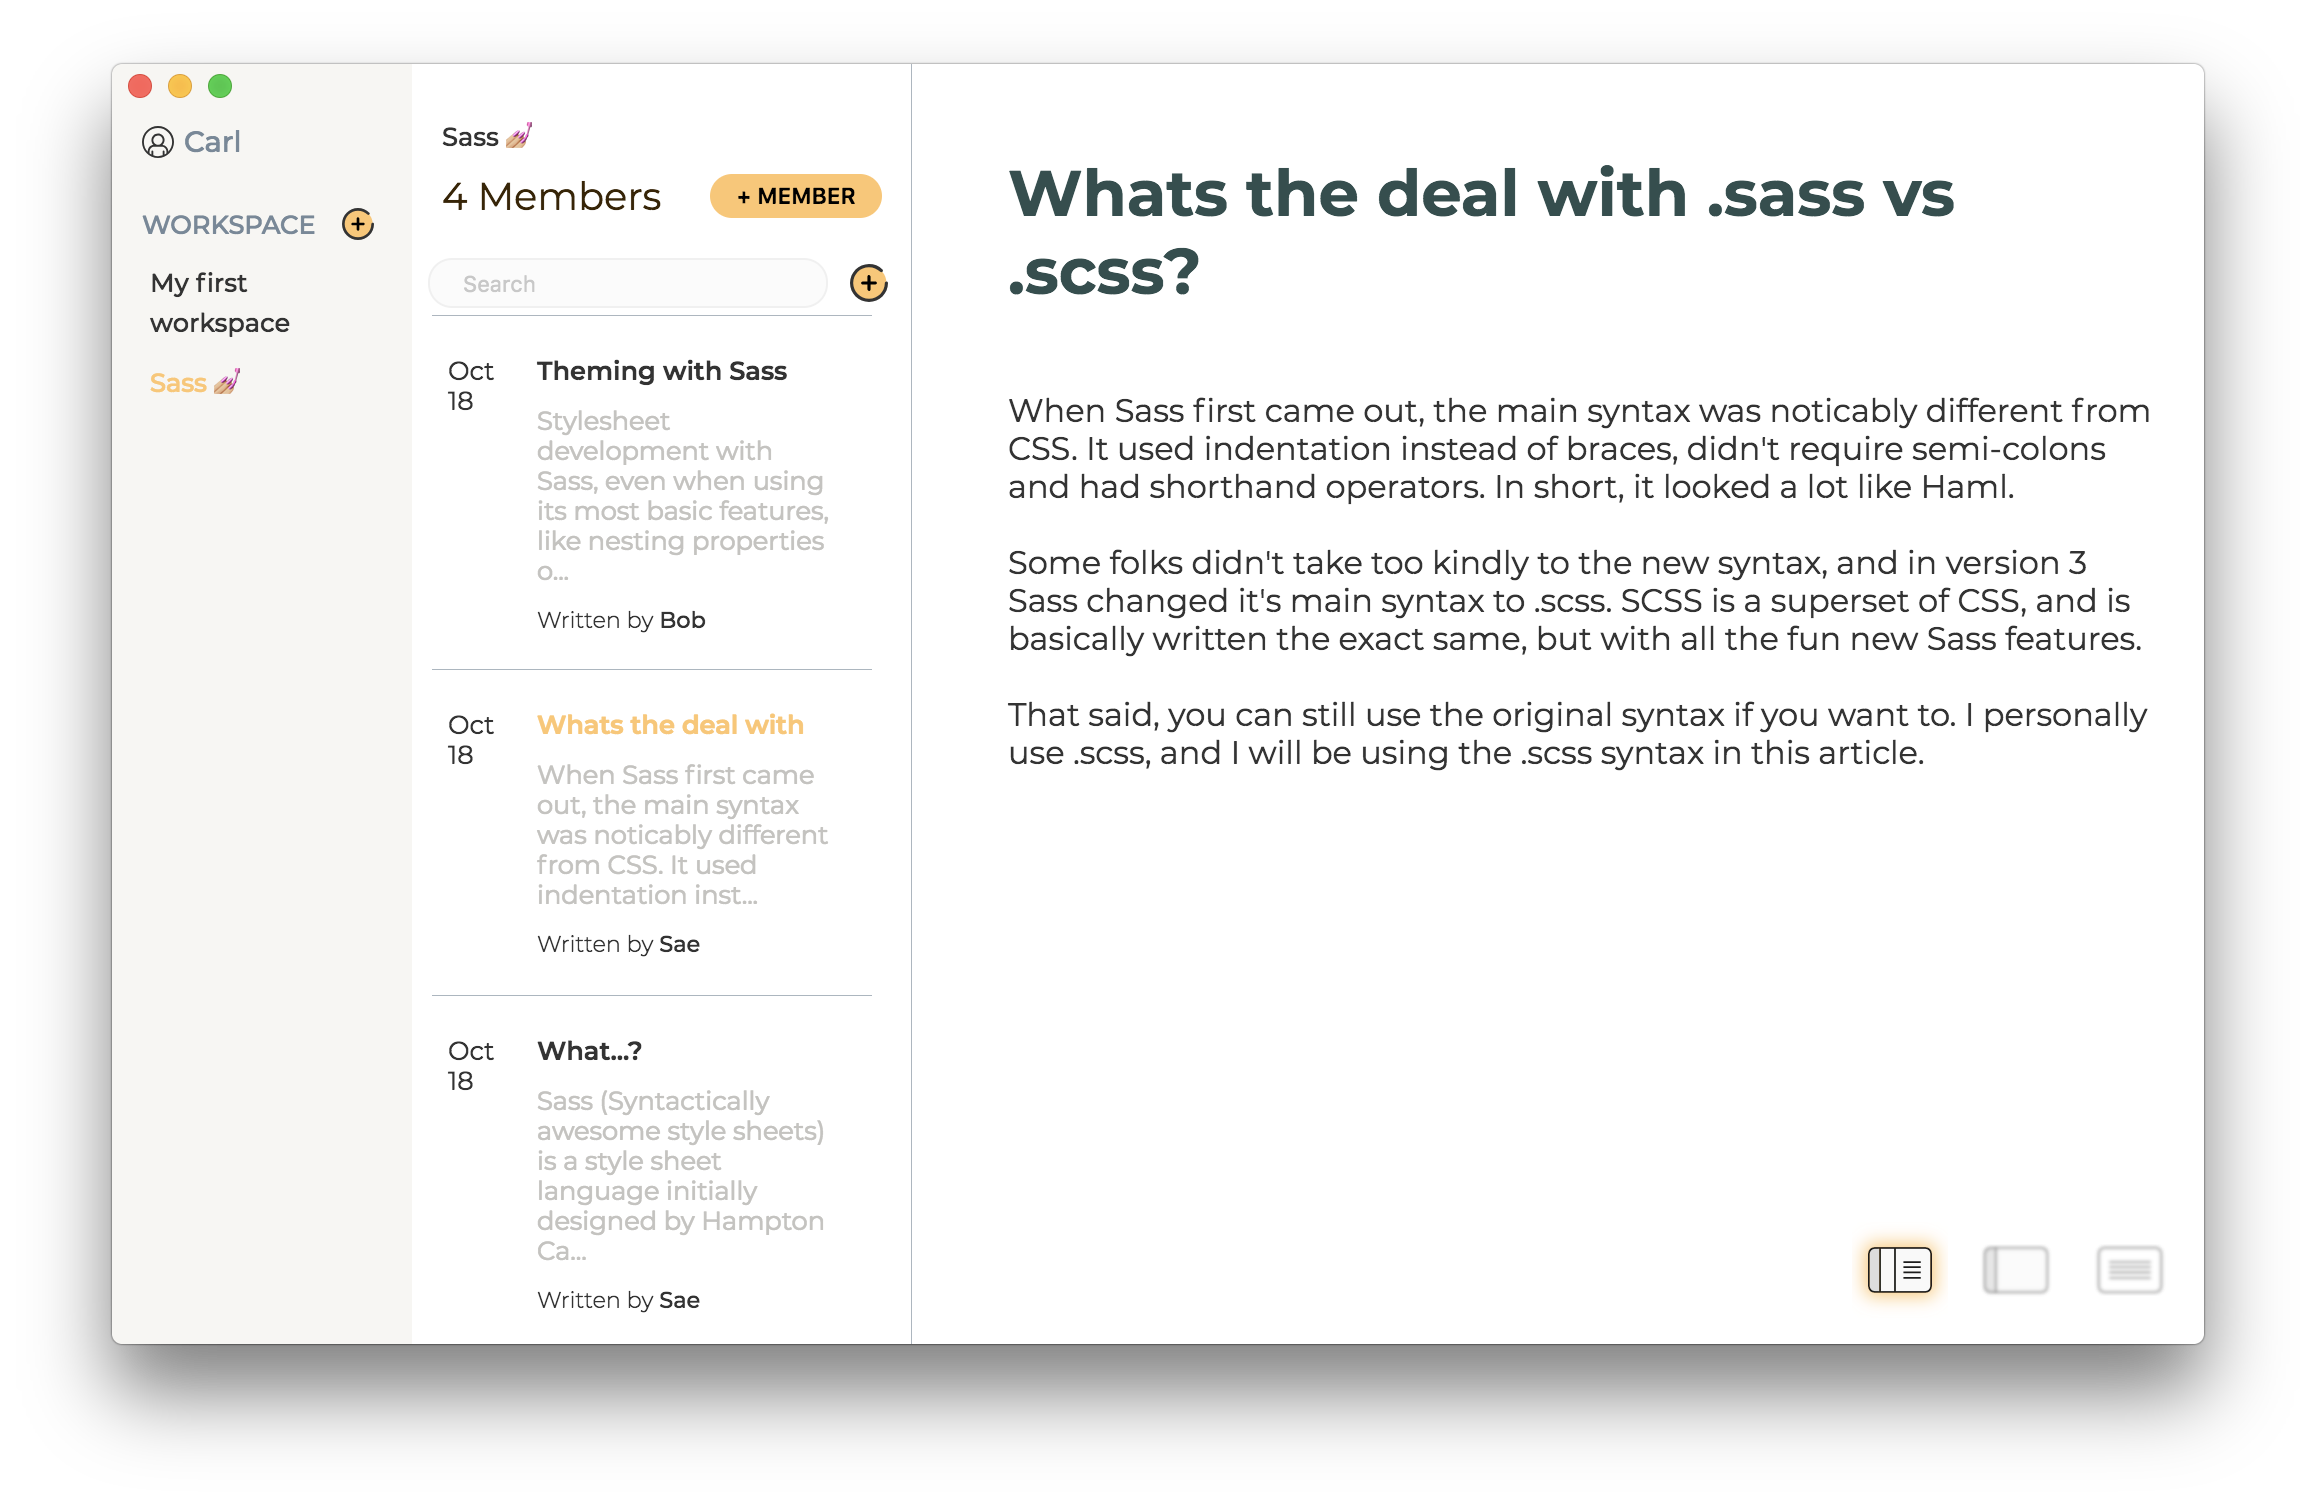 Carl
WORKSPACE
My first
workspace
Sass 💅🏼
Sass 💅🏼
4 Members
+ MEMBER
Search
Oct
18
Theming with Sass
Stylesheet
development with
Sass, even when using
its most basic features,
like nesting properties
o...
Written by Bob
Oct
18
Whats the deal with
When Sass first came
out, the main syntax
was noticably different
from CSS. It used
indentation inst...
Written by Sae
Oct
18
What...?
Sass (Syntactically
awesome style sheets)
is a style sheet
language initially
designed by Hampton
Ca...
Written by Sae
Whats the deal with .sass vs
.scss?
When Sass first came out, the main syntax was noticably different from
CSS. It used indentation instead of braces, didn't require semi-colons
and had shorthand operators. In short, it looked a lot like Haml.
Some folks didn't take too kindly to the new syntax, and in version 3
Sass changed it's main syntax to .scss. SCSS is a superset of CSS, and is
basically written the exact same, but with all the fun new Sass features.
That said, you can still use the original syntax if you want to. I personally
use .scss, and I will be using the .scss syntax in this article.